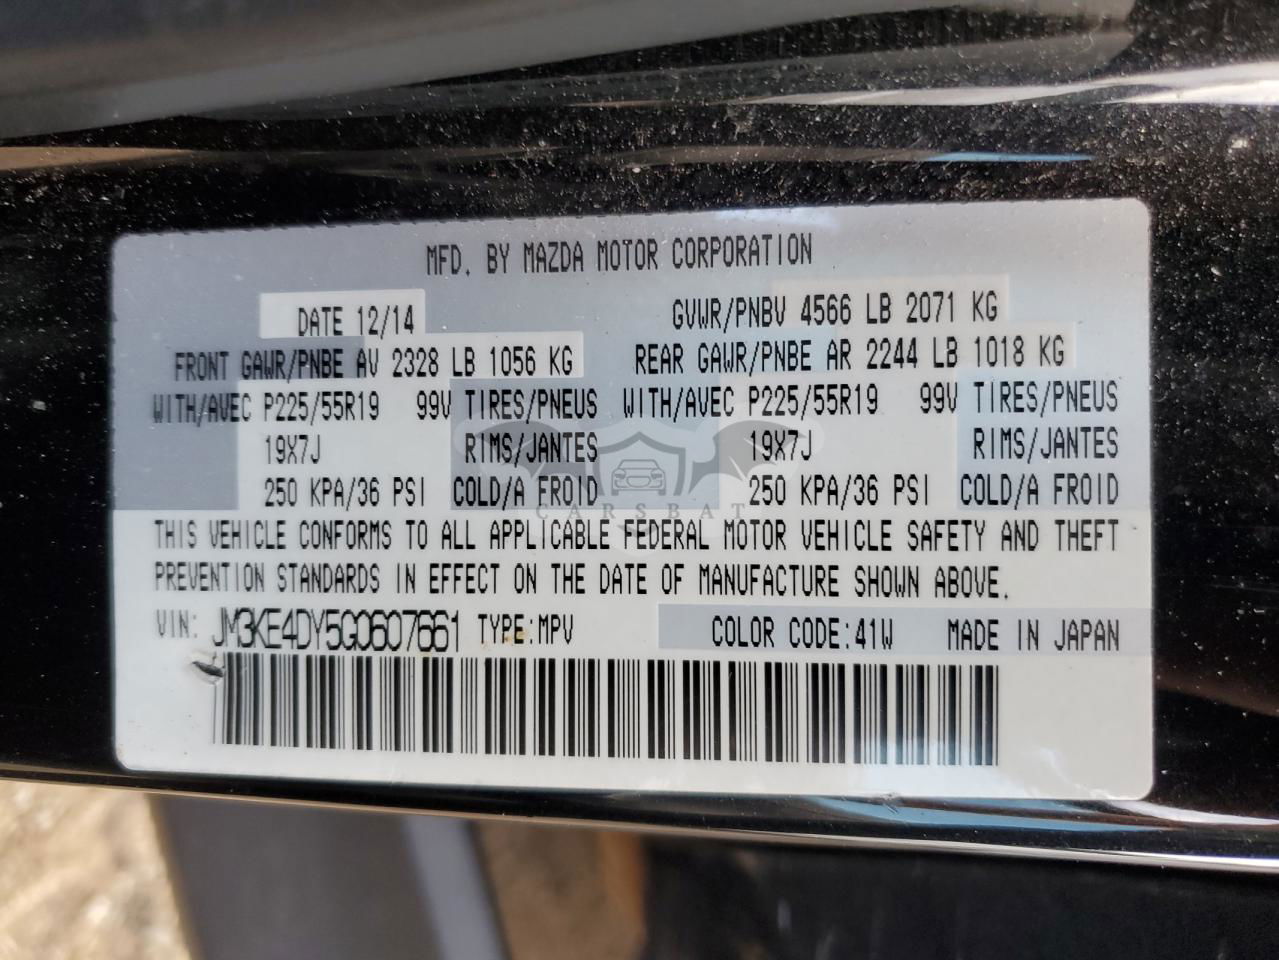 MFD. BY MAZDA MOTOR CORPORATION
DATE 12/14 GVWR/PNBV 4566 LB 2071 KG
FRONT GAWR/PNBE AV 2328 LB 1056 KG REAR GAWR/PNBE AR 2244 LB 1018 KG
WITH/AVEC P225/55R19 99V TIRES/PNEUS WITH/AVEC P225/55R19 99V TIRES/PNEUS
19X7J RIMS/JANTES 19X7J RIMS/JANTES
250 KPA/36 PSI COLD/A FROID 250 KPA/36 PSI COLD/A FROID
CARSBAT
THIS VEHICLE CONFORMS TO ALL APPLICABLE FEDERAL MOTOR VEHICLE SAFETY AND THEFT
PREVENTION STANDARDS IN EFFECT ON THE DATE OF MANUFACTURE SHOWN ABOVE.
VIN: JM3KE4DY5G0607661 TYPE:MPV COLOR CODE:41W MADE IN JAPAN